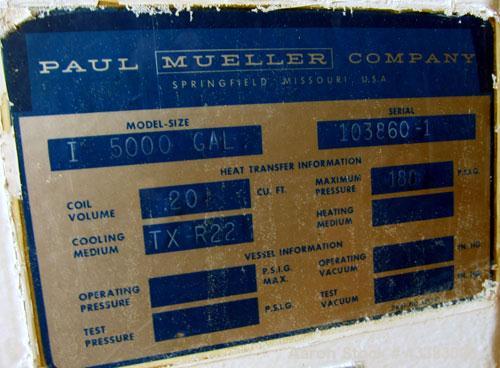 PAUL MUELLER COMPANY
SPRINGFIELD, MISSOURI, U.S.A.
MODEL-SIZE SERIAL
I 5000 GAL 103860-1
HEAT TRANSFER INFORMATION
COIL VOLUME 20 CU. FT. MAXIMUM PRESSURE 180 P.S.I.G.
COOLING MEDIUM TX-R22 HEATING MEDIUM
VESSEL INFORMATION
OPERATING PRESSURE P.S.I.G. MAX. OPERATING VACUUM IN. HG.
TEST PRESSURE P.S.I.G. TEST VACUUM IN. HG.
Aaron Stock #